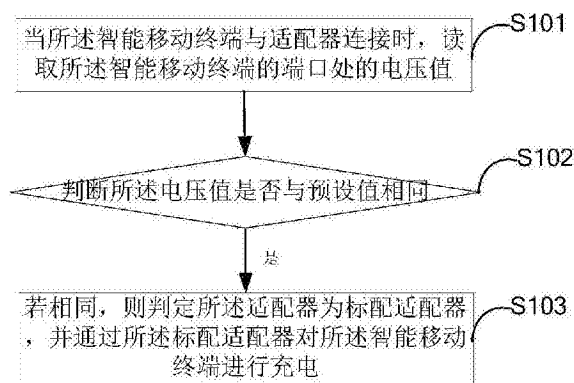 当所述智能移动终端与适配器连接时，读
取所述智能移动终端的端口处的电压值
S101
判断所述电压值是否与预设值相同
S102
是
若相同，则判定所述适配器为标配适配器
，并通过所述标配适配器对所述智能移动
终端进行充电
S103